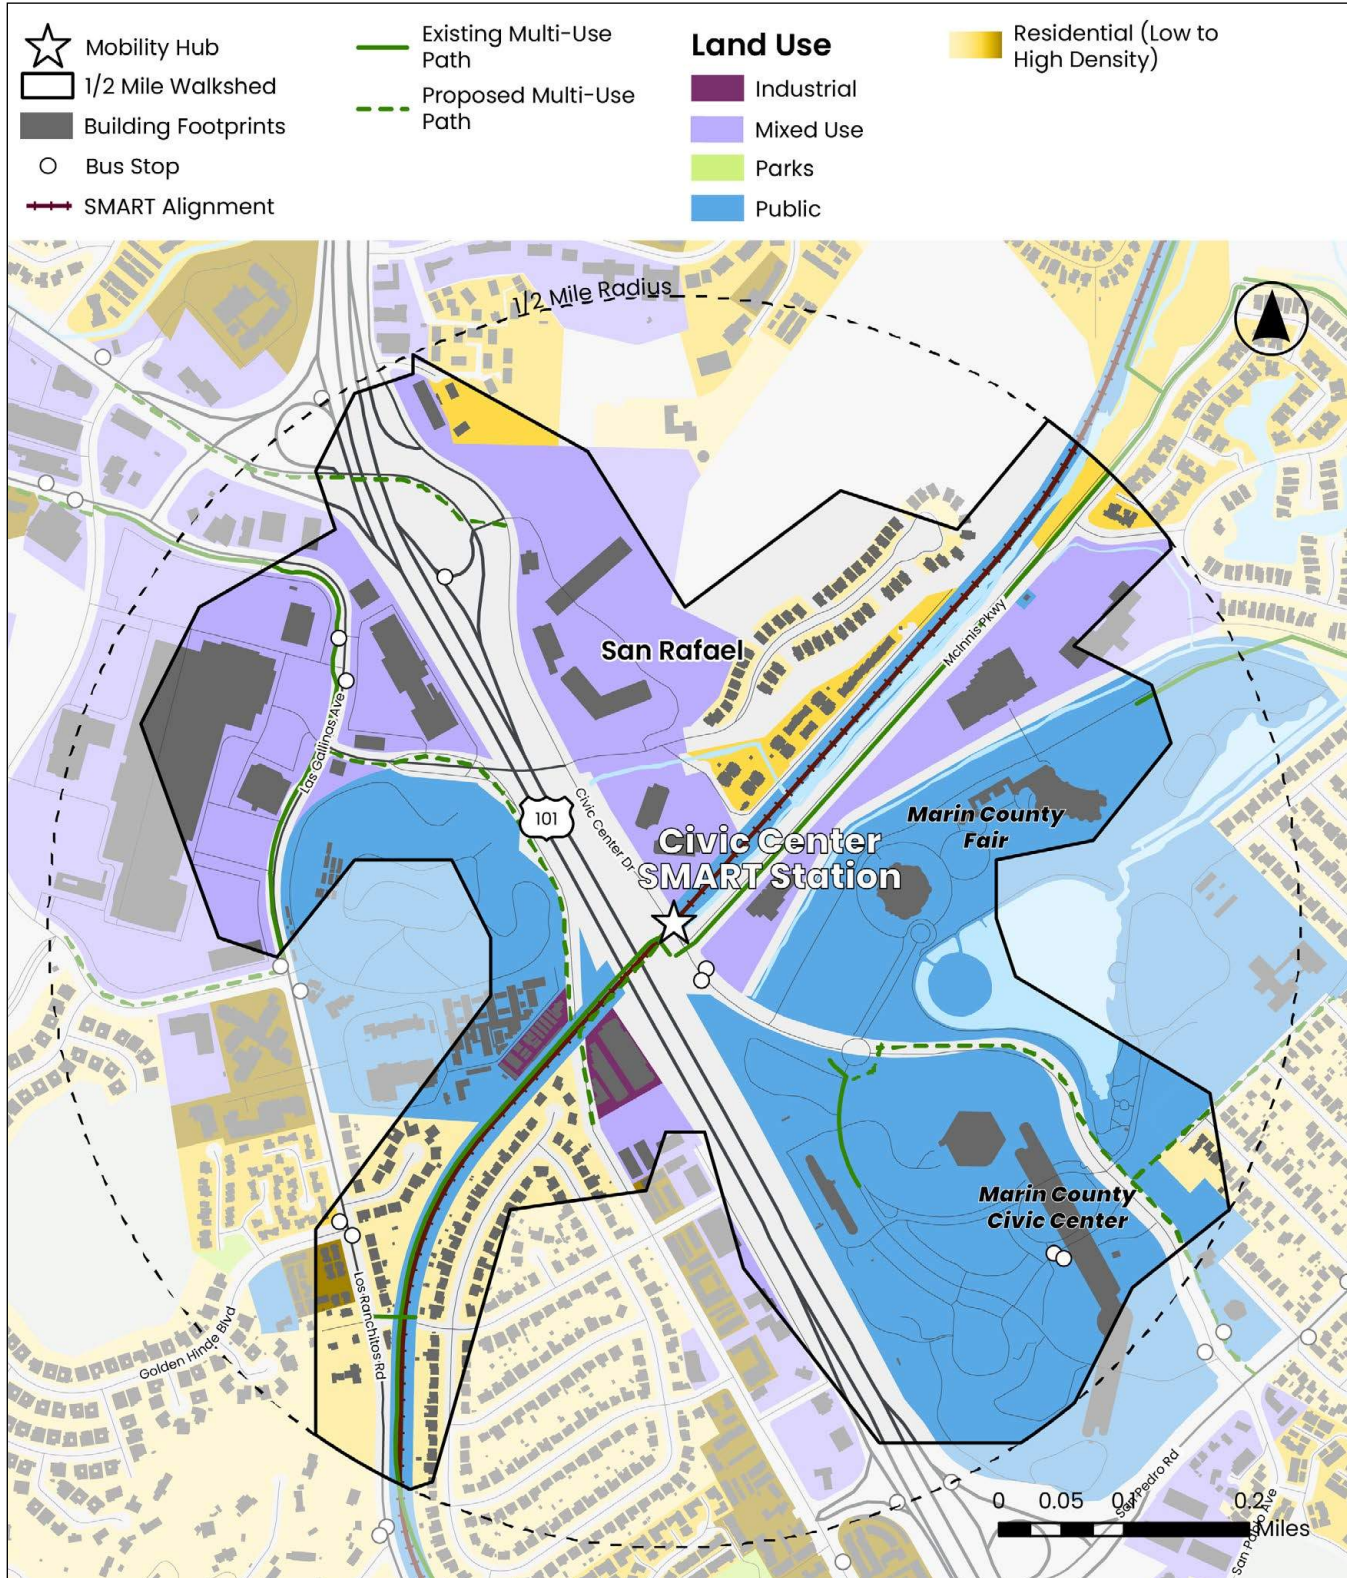 Mobility Hub
1/2 Mile Walkshed
Building Footprints
Bus Stop
SMART Alignment
Existing Multi-Use
Path
Proposed Multi-Use
Path
Land Use
Industrial
Mixed Use
Parks
Public
Residential (Low to
High Density)
1/2 Mile Radius
San Rafael
McInnis Pkwy
Las Gallinas Ave
101
Civic Center Dr
Civic Center
SMART Station
Marin County
Fair
Marin County
Civic Center
Los Ranchitos Rd
Golden Hinde Blvd
San Pedro Rd
San Pablo Ave
0 0.05 0.1 0.2
Miles